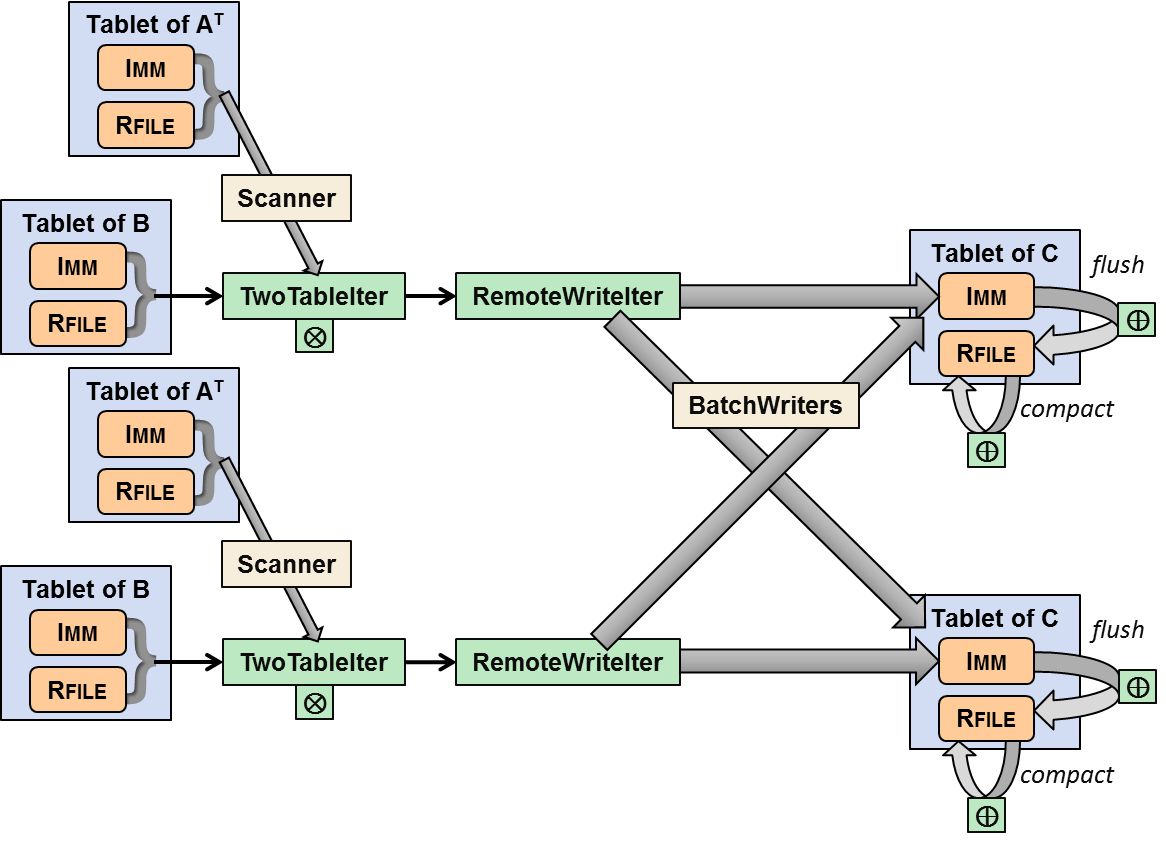 Tablet of Aᵀ
IMM
RFILE
Scanner
Tablet of B
IMM
RFILE
TwoTableIter
⊗
RemoteWriteIter
Tablet of C
IMM
RFILE
flush
⊕
compact
⊕
BatchWriters
Tablet of Aᵀ
IMM
RFILE
Scanner
Tablet of B
IMM
RFILE
TwoTableIter
⊗
RemoteWriteIter
Tablet of C
IMM
RFILE
flush
⊕
compact
⊕